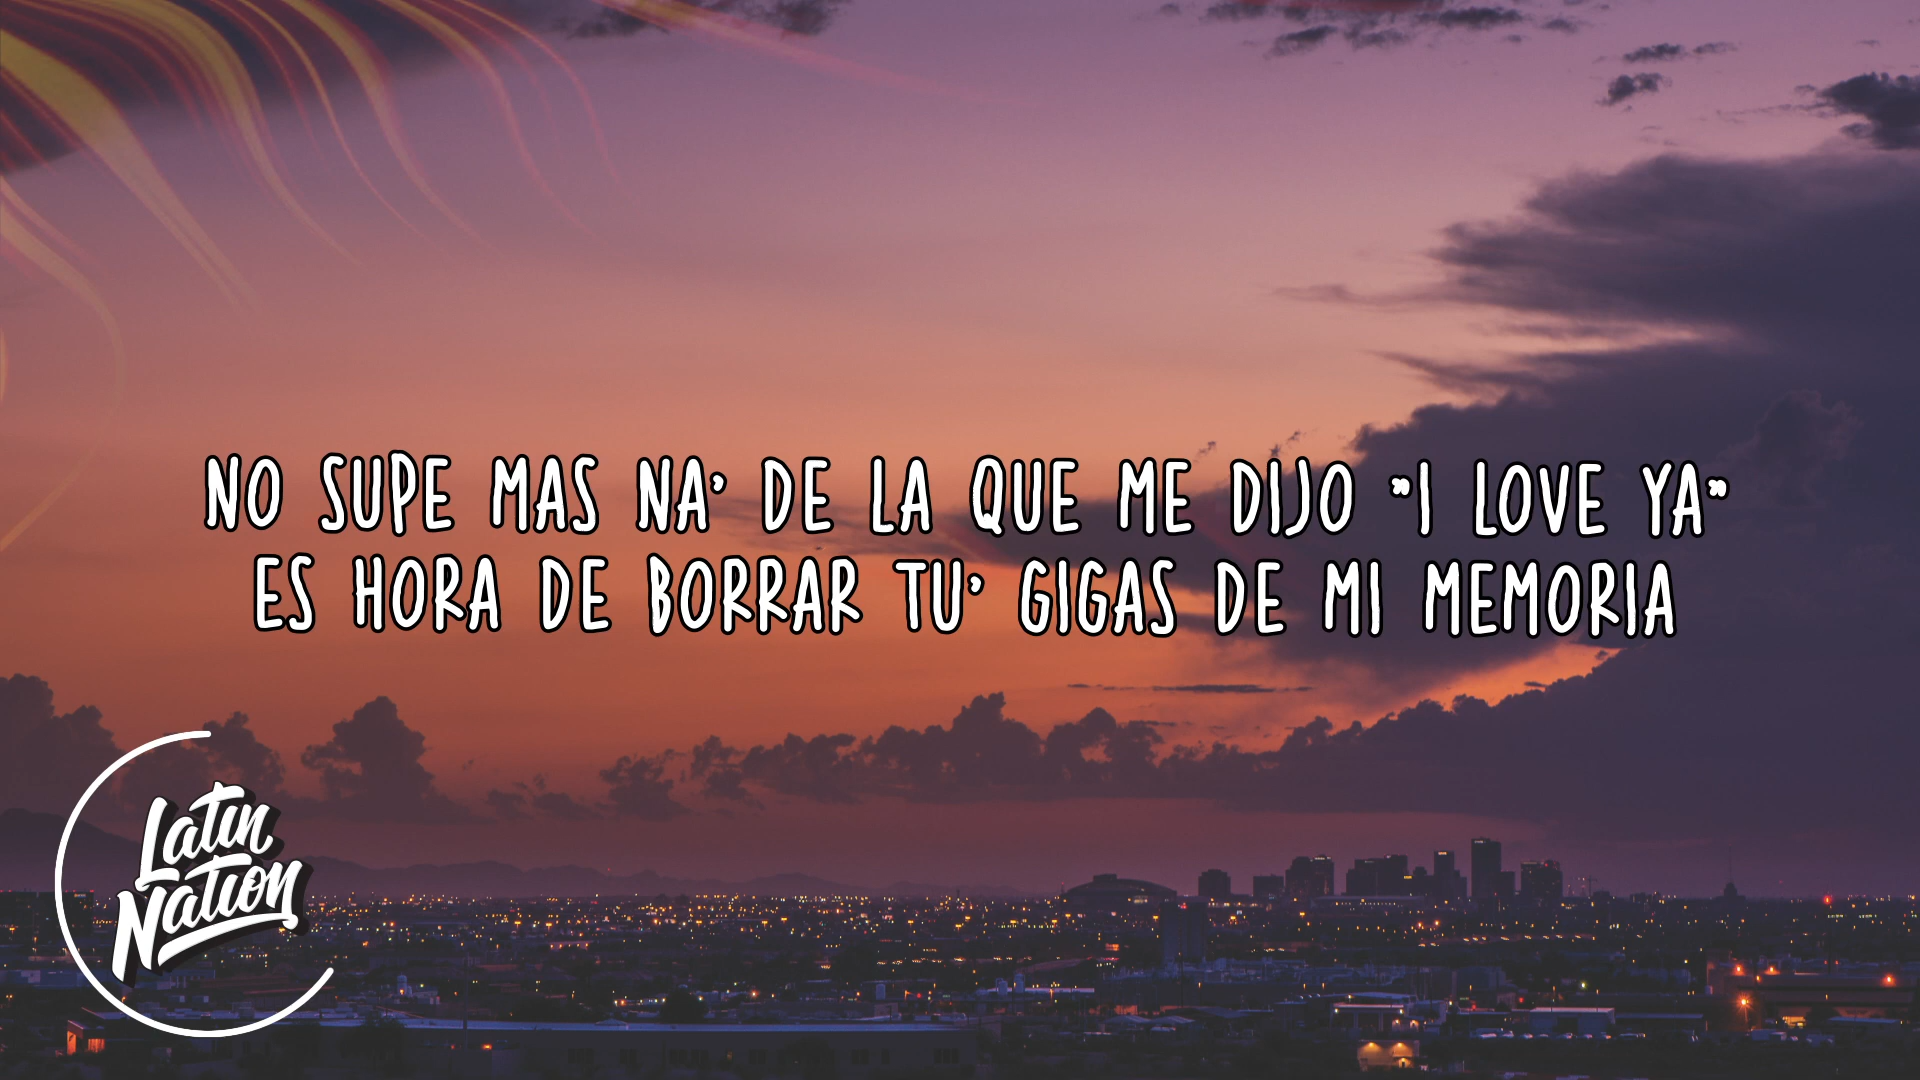 NO SUPE MAS NA' DE LA QUE ME DIJO "I LOVE YA"
ES HORA DE BORRAR TU' GIGAS DE MI MEMORIA
Latin
Nation